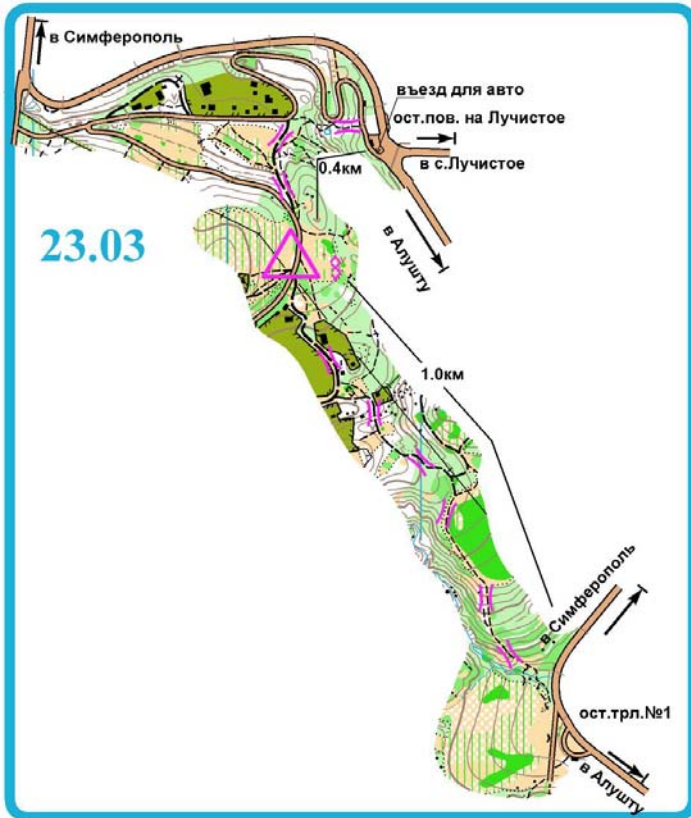 в Симферополь
въезд для авто
ост.пов. на Лучистое
в с.Лучистое
0.4км
23.03
в Алушту
1.0км
в Симферополь
ост.трл.№1
в Алушту